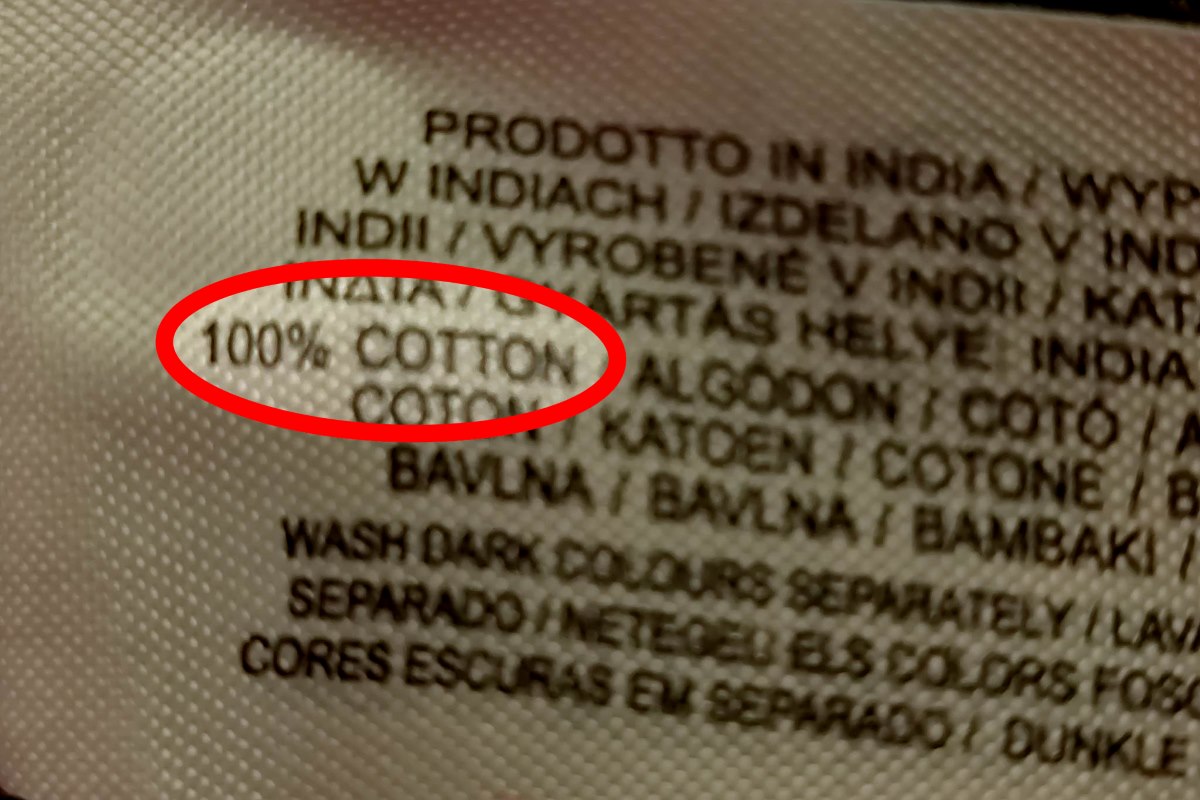 PRODOTTO IN INDIA / WYP
W INDIACH / IZDELANO V IND
INDII / VYROBENÉ V INDII / KAT
ΙΝΔΙΑ / GYÁRTÁS HELYE INDIA
100% COTTON ALGODÓN / COTÓ / A
COTON / KATOEN / COTONE / B
BAVLNA / BAVLNA / BAMBAKI /
WASH DARK COLOURS SEPARATELY / LAVA
SEPARADO / NETEGEU ELS COLORS FOSC
CORES ESCURAS EM SEPARADO / DUNKLE